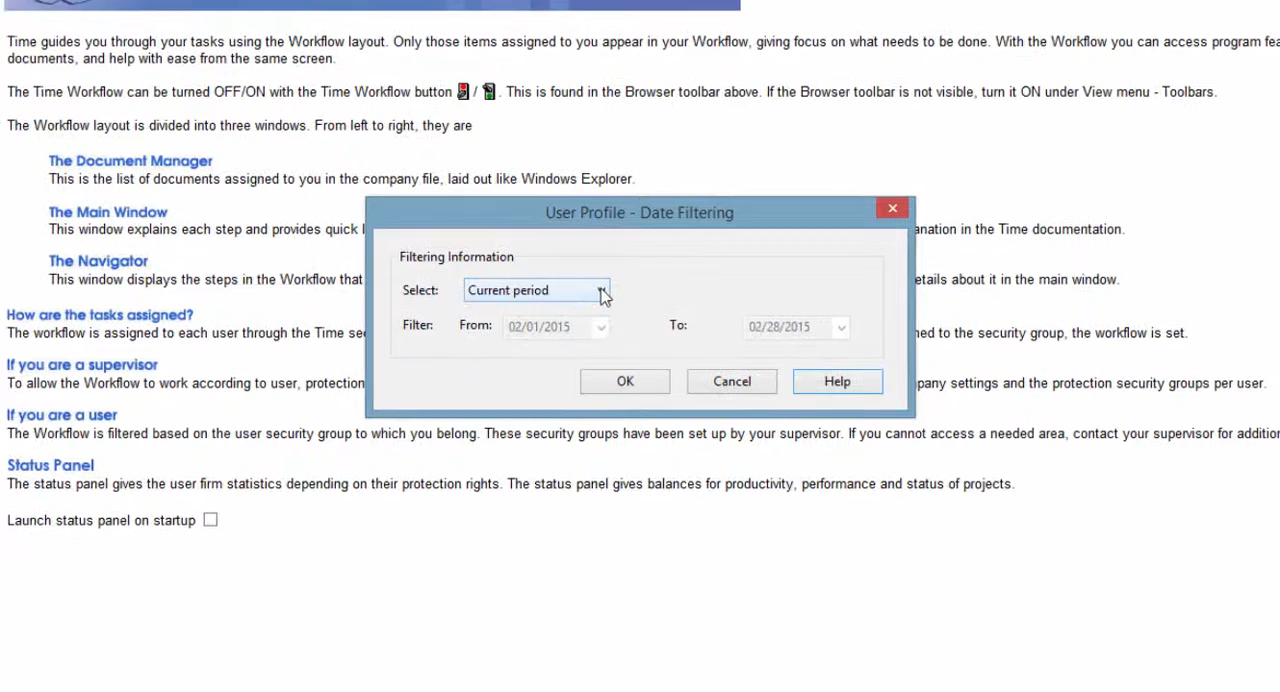 Time guides you through your tasks using the Workflow layout. Only those items assigned to you appear in your Workflow, giving focus on what needs to be done. With the Workflow you can access program
documents, and help with ease from the same screen.
The Time Workflow can be turned OFF/ON with the Time Workflow button / . This is found in the Browser toolbar above. If the Browser toolbar is not visible, turn it ON under View menu - Toolbars.
The Workflow layout is divided into three windows. From left to right, they are
The Document Manager
This is the list of documents assigned to you in the company file, laid out like Windows Explorer.
The Main Window
This window explains each step and provides quick in the Time documentation.
The Navigator
This window displays the steps in the Workflow that about it in the main window.
How are the tasks assigned?
The workflow is assigned to each user through the Time to the security group, the workflow is set.
If you are a supervisor
To allow the Workflow to work according to user, protection settings and the protection security groups per user.
If you are a user
The Workflow is filtered based on the user security group to which you belong. These security groups have been set up by your supervisor. If you cannot access a needed area, contact your supervisor for
Status Panel
The status panel gives the user firm statistics depending on their protection rights. The status panel gives balances for productivity, performance and status of projects.
Launch status panel on startup
User Profile - Date Filtering
Filtering Information
Select: Current period
Filter: From: 02/01/2015 To: 02/28/2015
OK Cancel Help